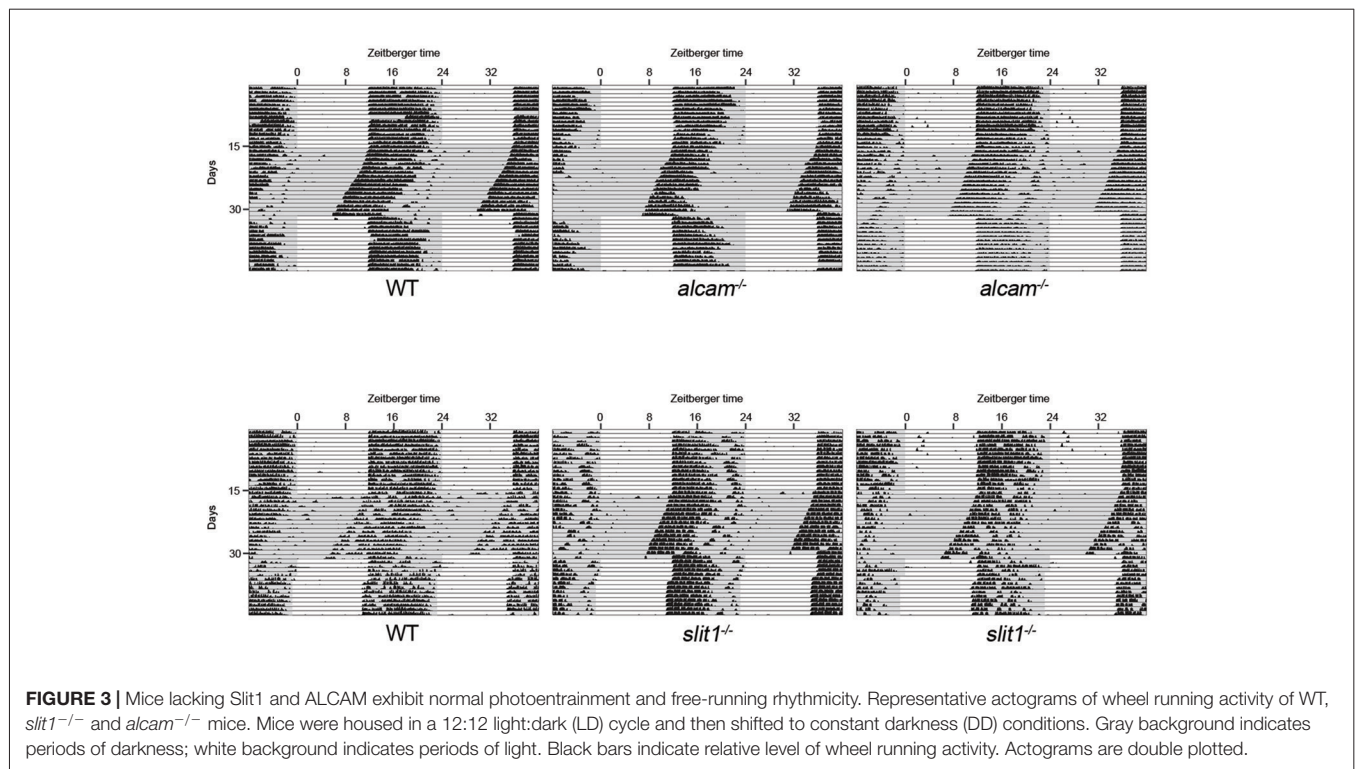 Zeitberger time
Zeitberger time
Zeitberger time
0 8 16 24 32
0 8 16 24 32
0 8 16 24 32
15
Days
30
WT
alcam-/-
alcam-/-
Zeitberger time
Zeitberger time
Zeitberger time
0 8 16 24 32
0 8 16 24 32
0 8 16 24 32
15
Days
30
WT
slit1-/-
slit1-/-
FIGURE 3 | Mice lacking Slit1 and ALCAM exhibit normal photoentrainment and free-running rhythmicity. Representative actograms of wheel running activity of WT,
slit1−/− and alcam−/− mice. Mice were housed in a 12:12 light:dark (LD) cycle and then shifted to constant darkness (DD) conditions. Gray background indicates
periods of darkness; white background indicates periods of light. Black bars indicate relative level of wheel running activity. Actograms are double plotted.